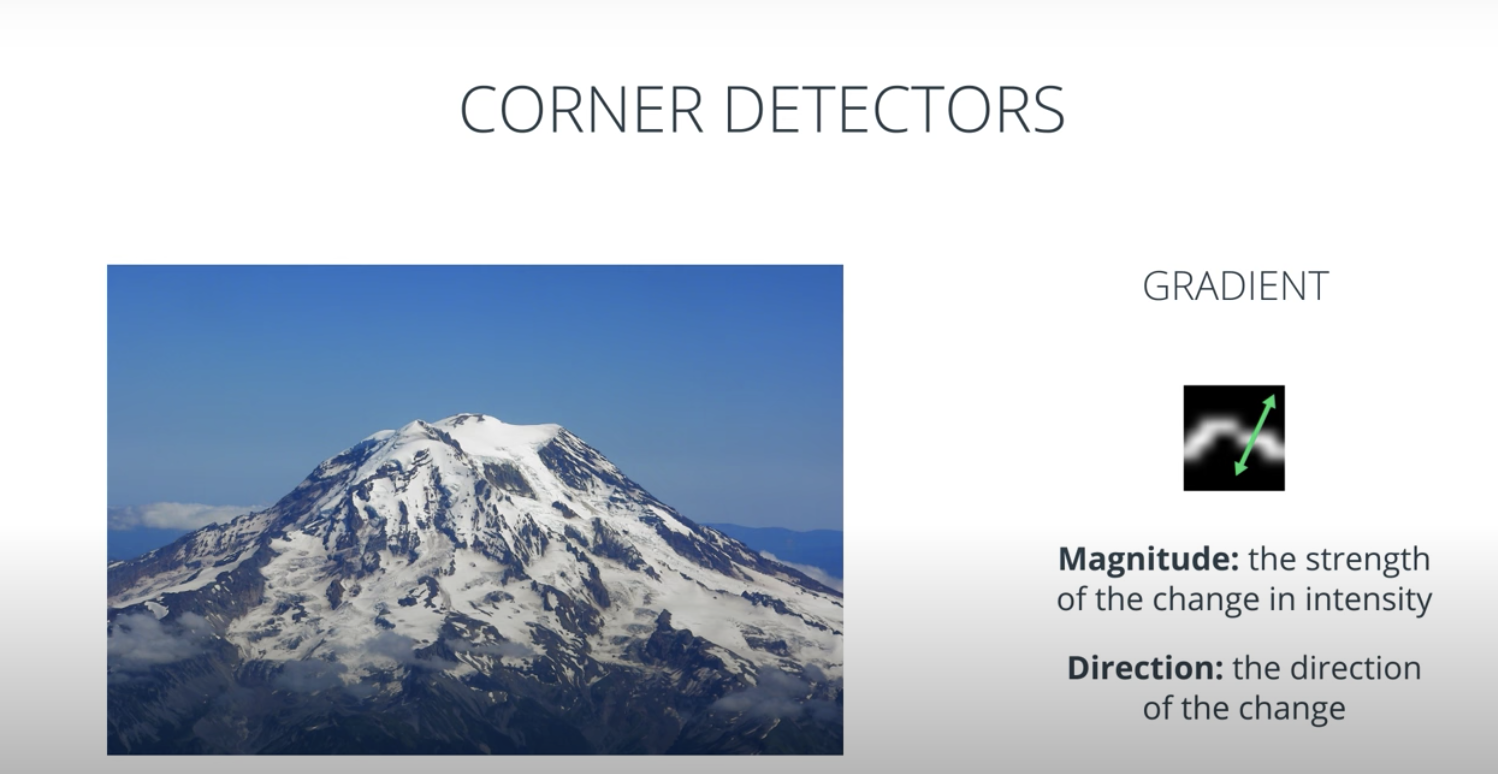 CORNER DETECTORS
GRADIENT
Magnitude: the strength
of the change in intensity
Direction: the direction
of the change